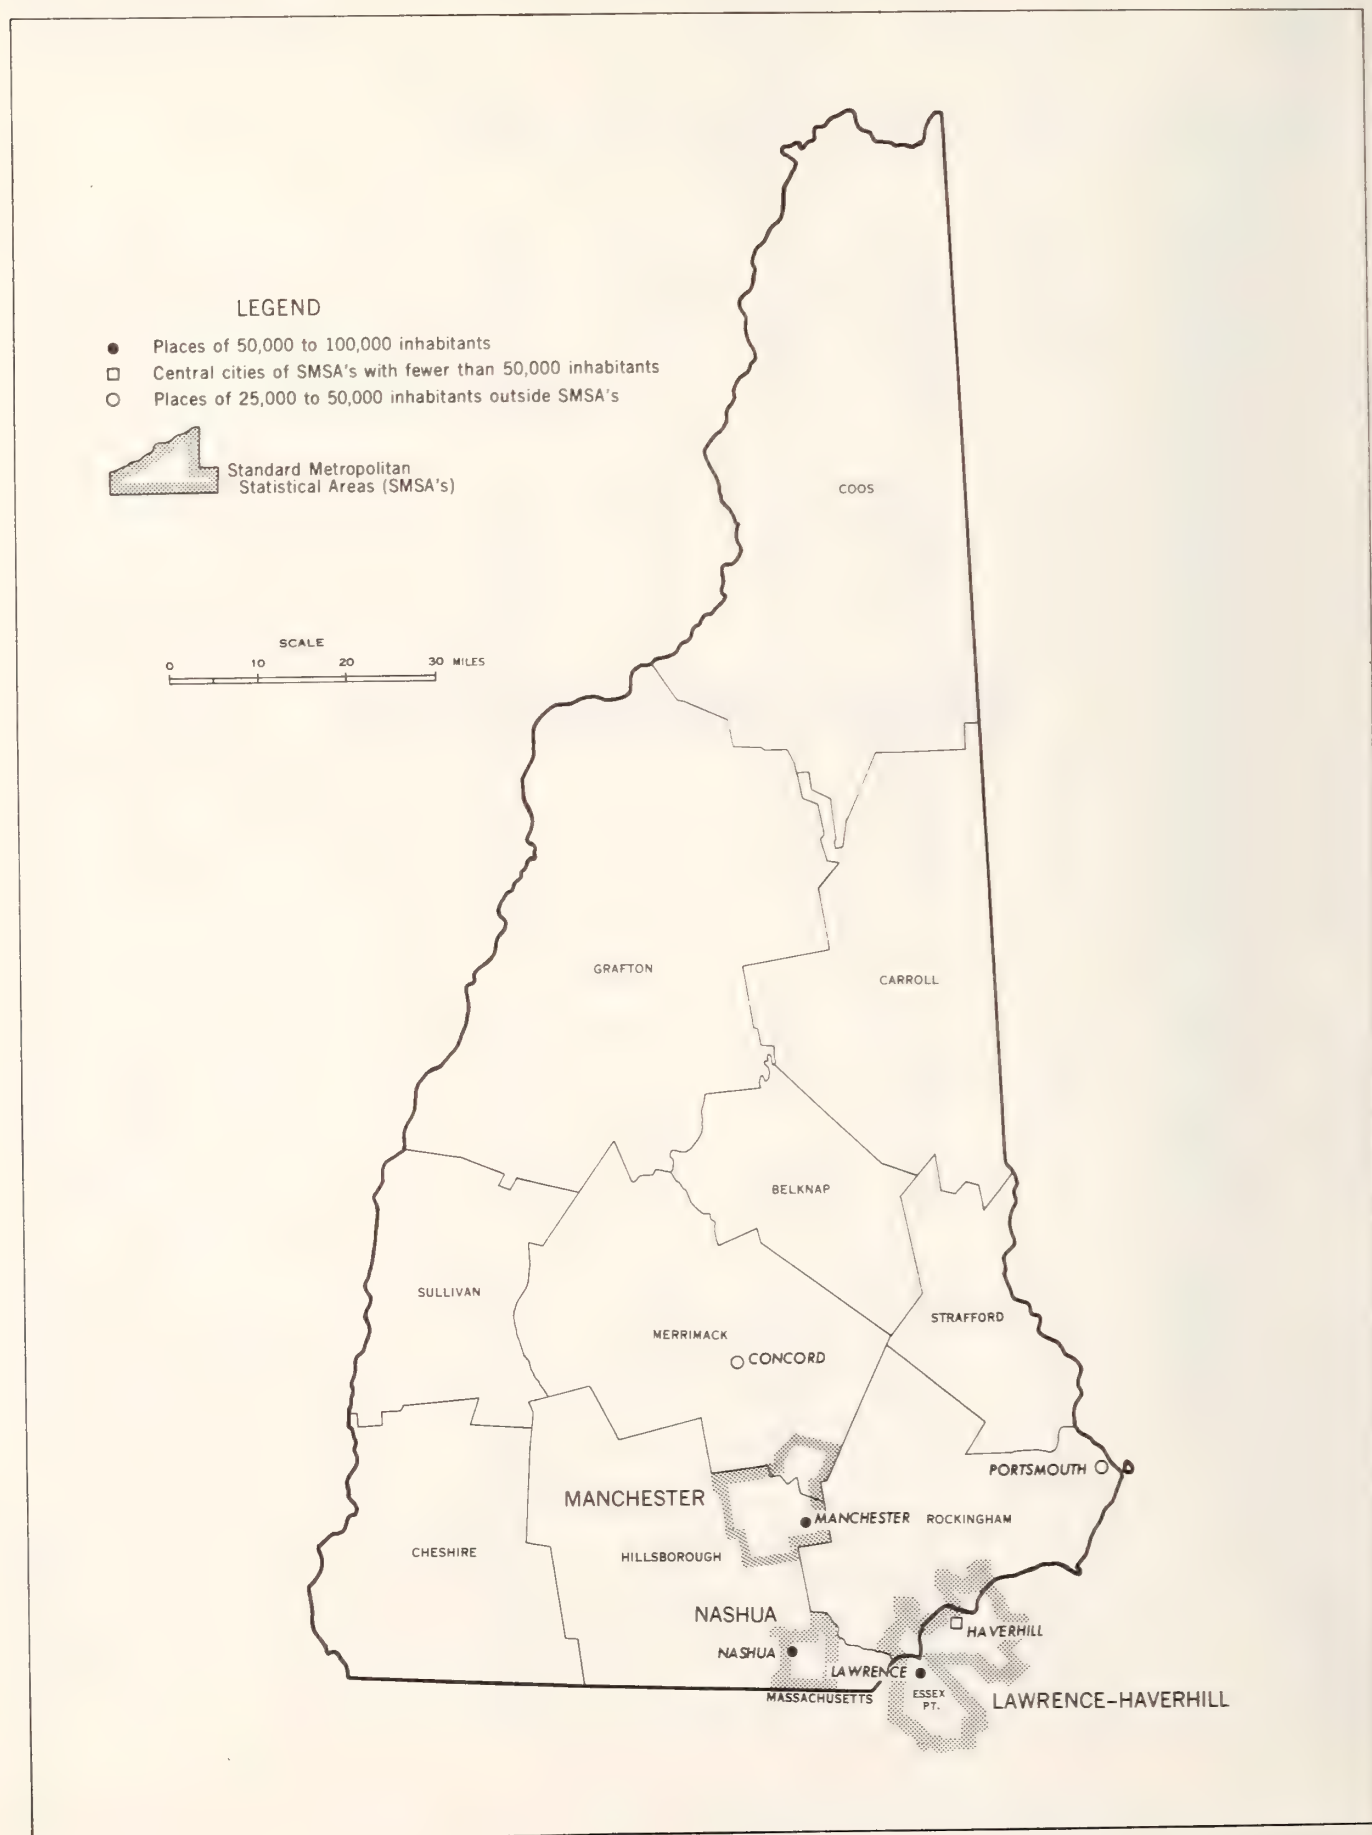 LEGEND
Places of 50,000 to 100,000 inhabitants
Central cities of SMSA's with fewer than 50,000 inhabitants
Places of 25,000 to 50,000 inhabitants outside SMSA's
Standard Metropolitan
Statistical Areas (SMSA's)
SCALE
0 10 20 30 MILES
COOS
GRAFTON
CARROLL
BELKNAP
SULLIVAN
STRAFFORD
MERRIMACK
CONCORD
PORTSMOUTH
MANCHESTER
MANCHESTER
ROCKINGHAM
CHESHIRE
HILLSBOROUGH
NASHUA
HAVERHILL
NASHUA
LAWRENCE
MASSACHUSETTS
ESSEX
PT.
LAWRENCE-HAVERHILL